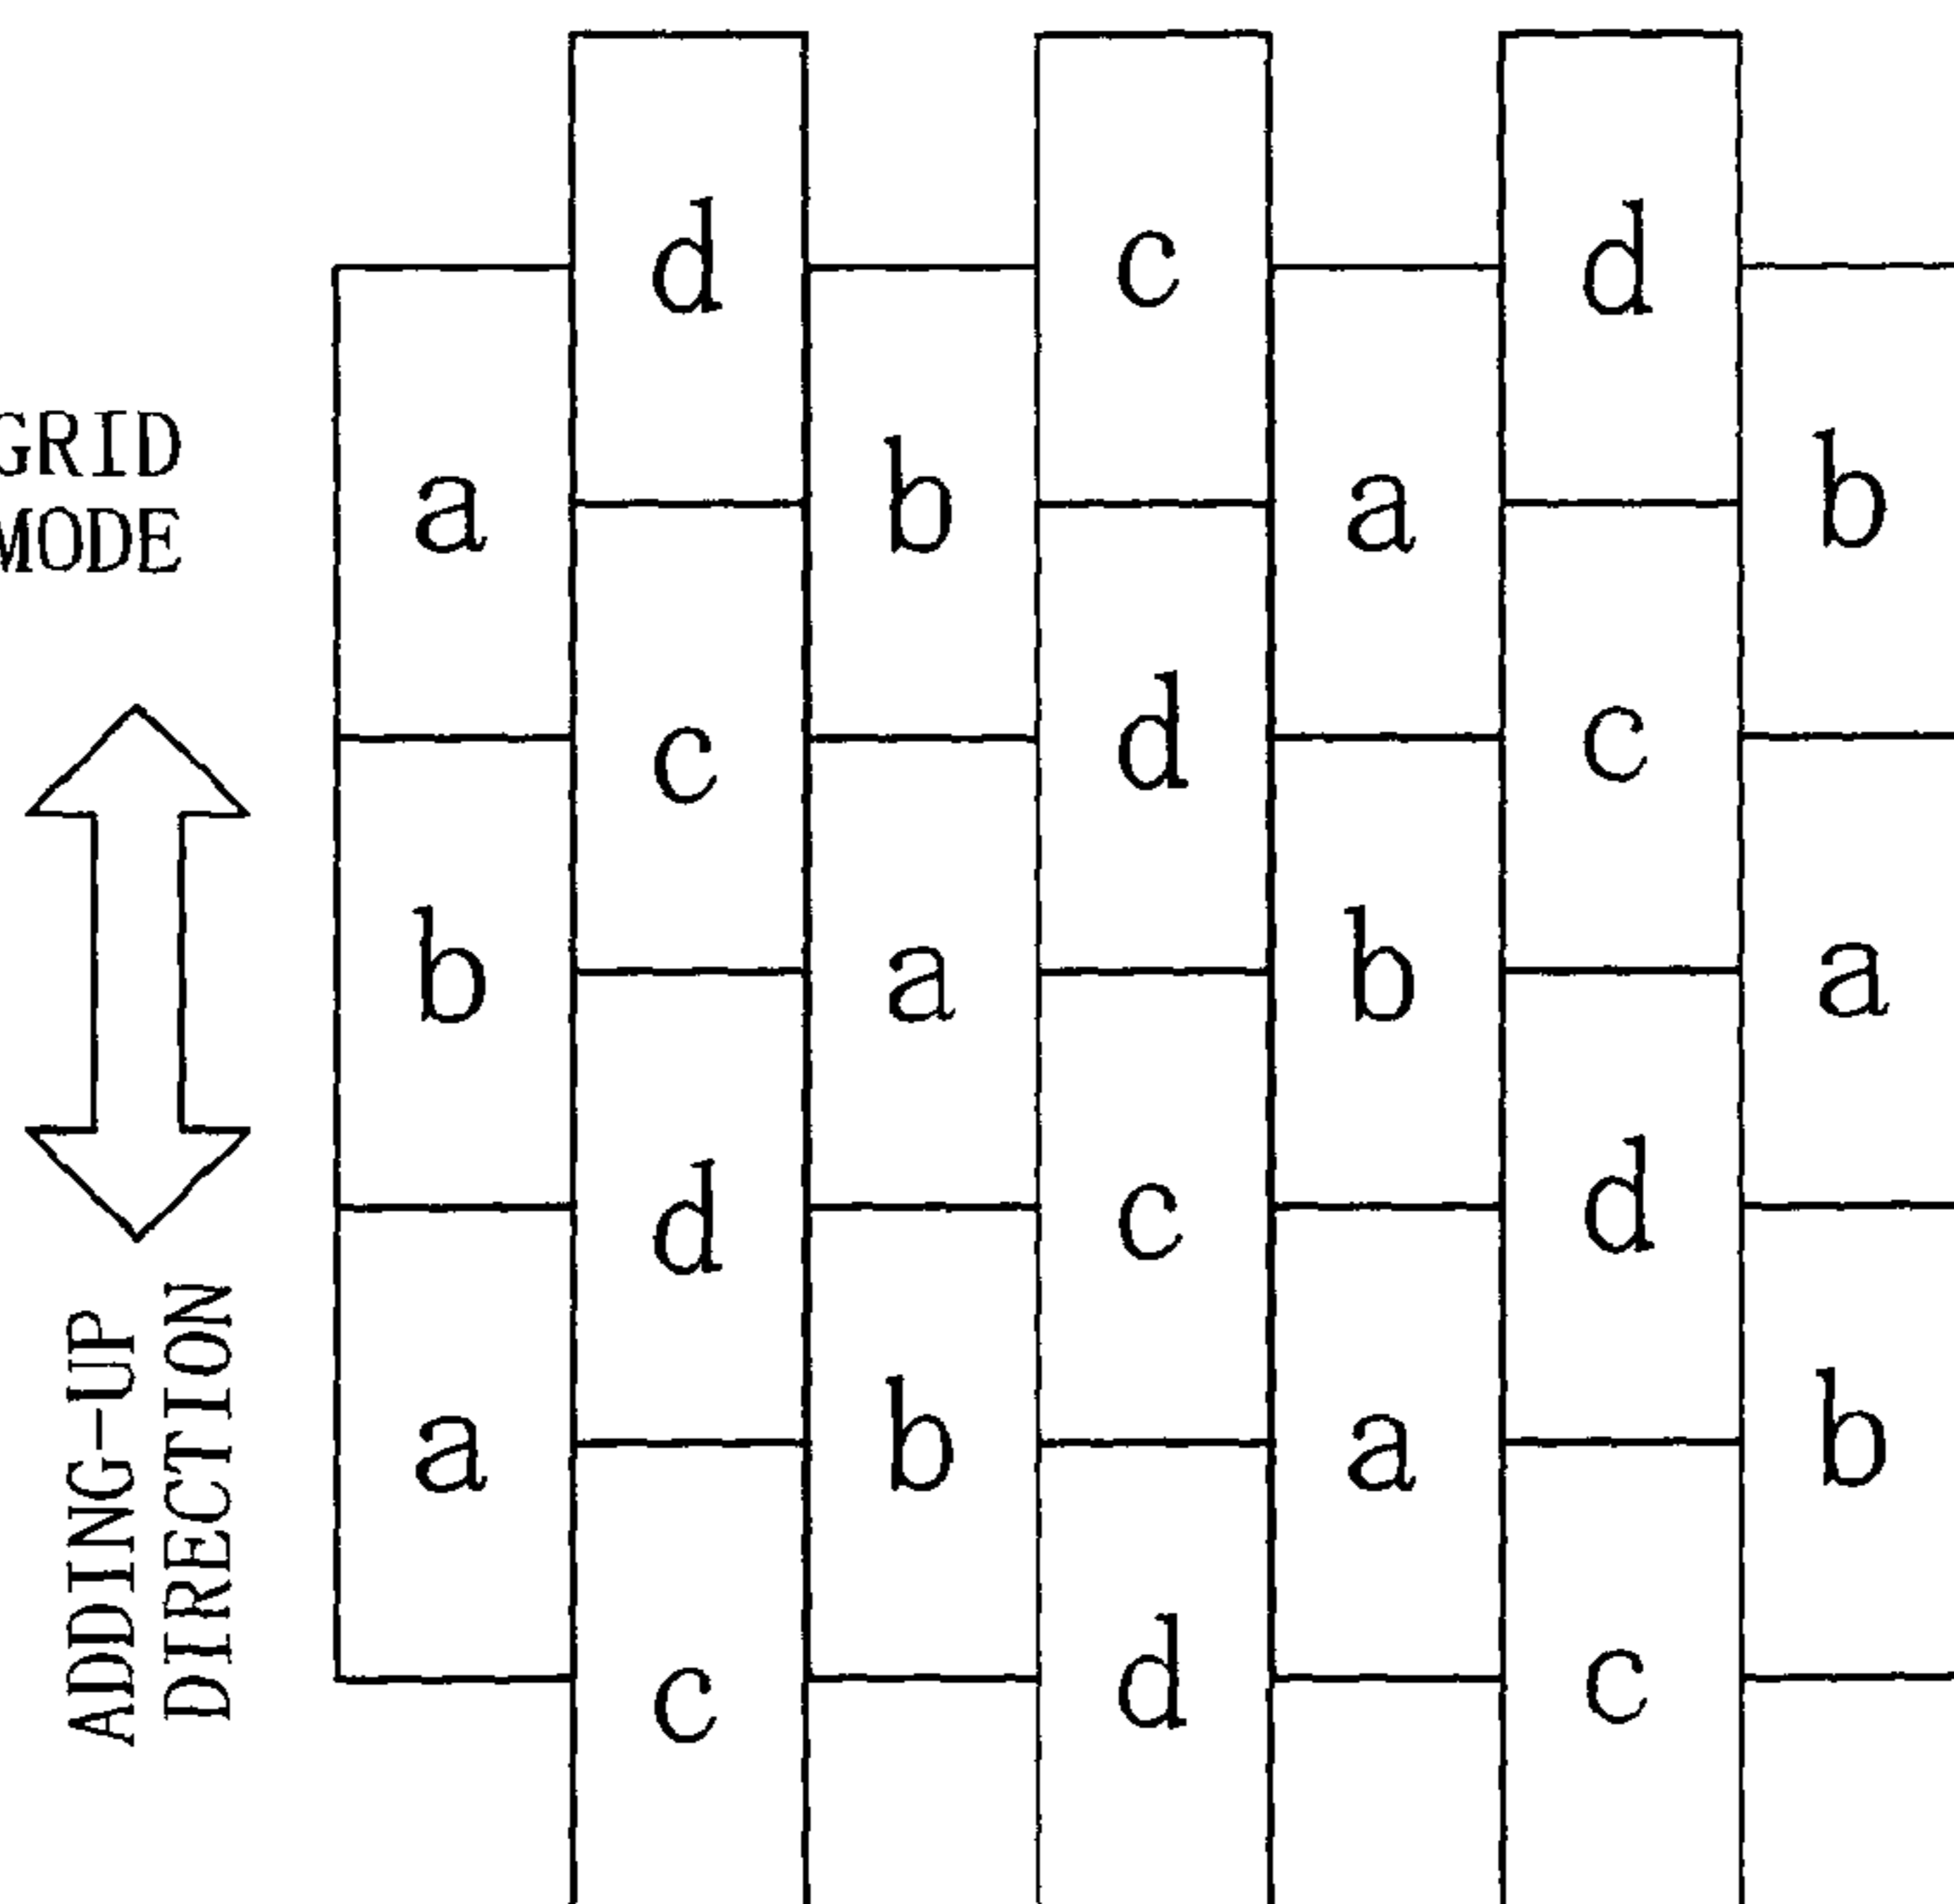 d c d
a b a b
GRID
MODE
c d c
b a b a
d c d
a b a b
c d c
ADDING-UP
DIRECTION